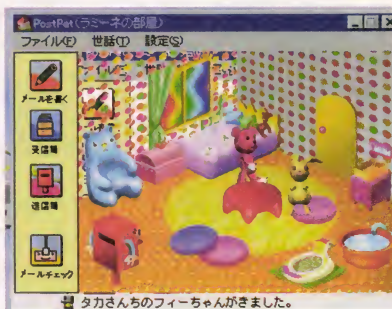 PostPet(ラミーネの部屋)
ファイル(F) 世話(T) 設定(S)
メールを書く
受信箱
送信箱
メールチェック
タカさんちのフィーちゃんがきました。